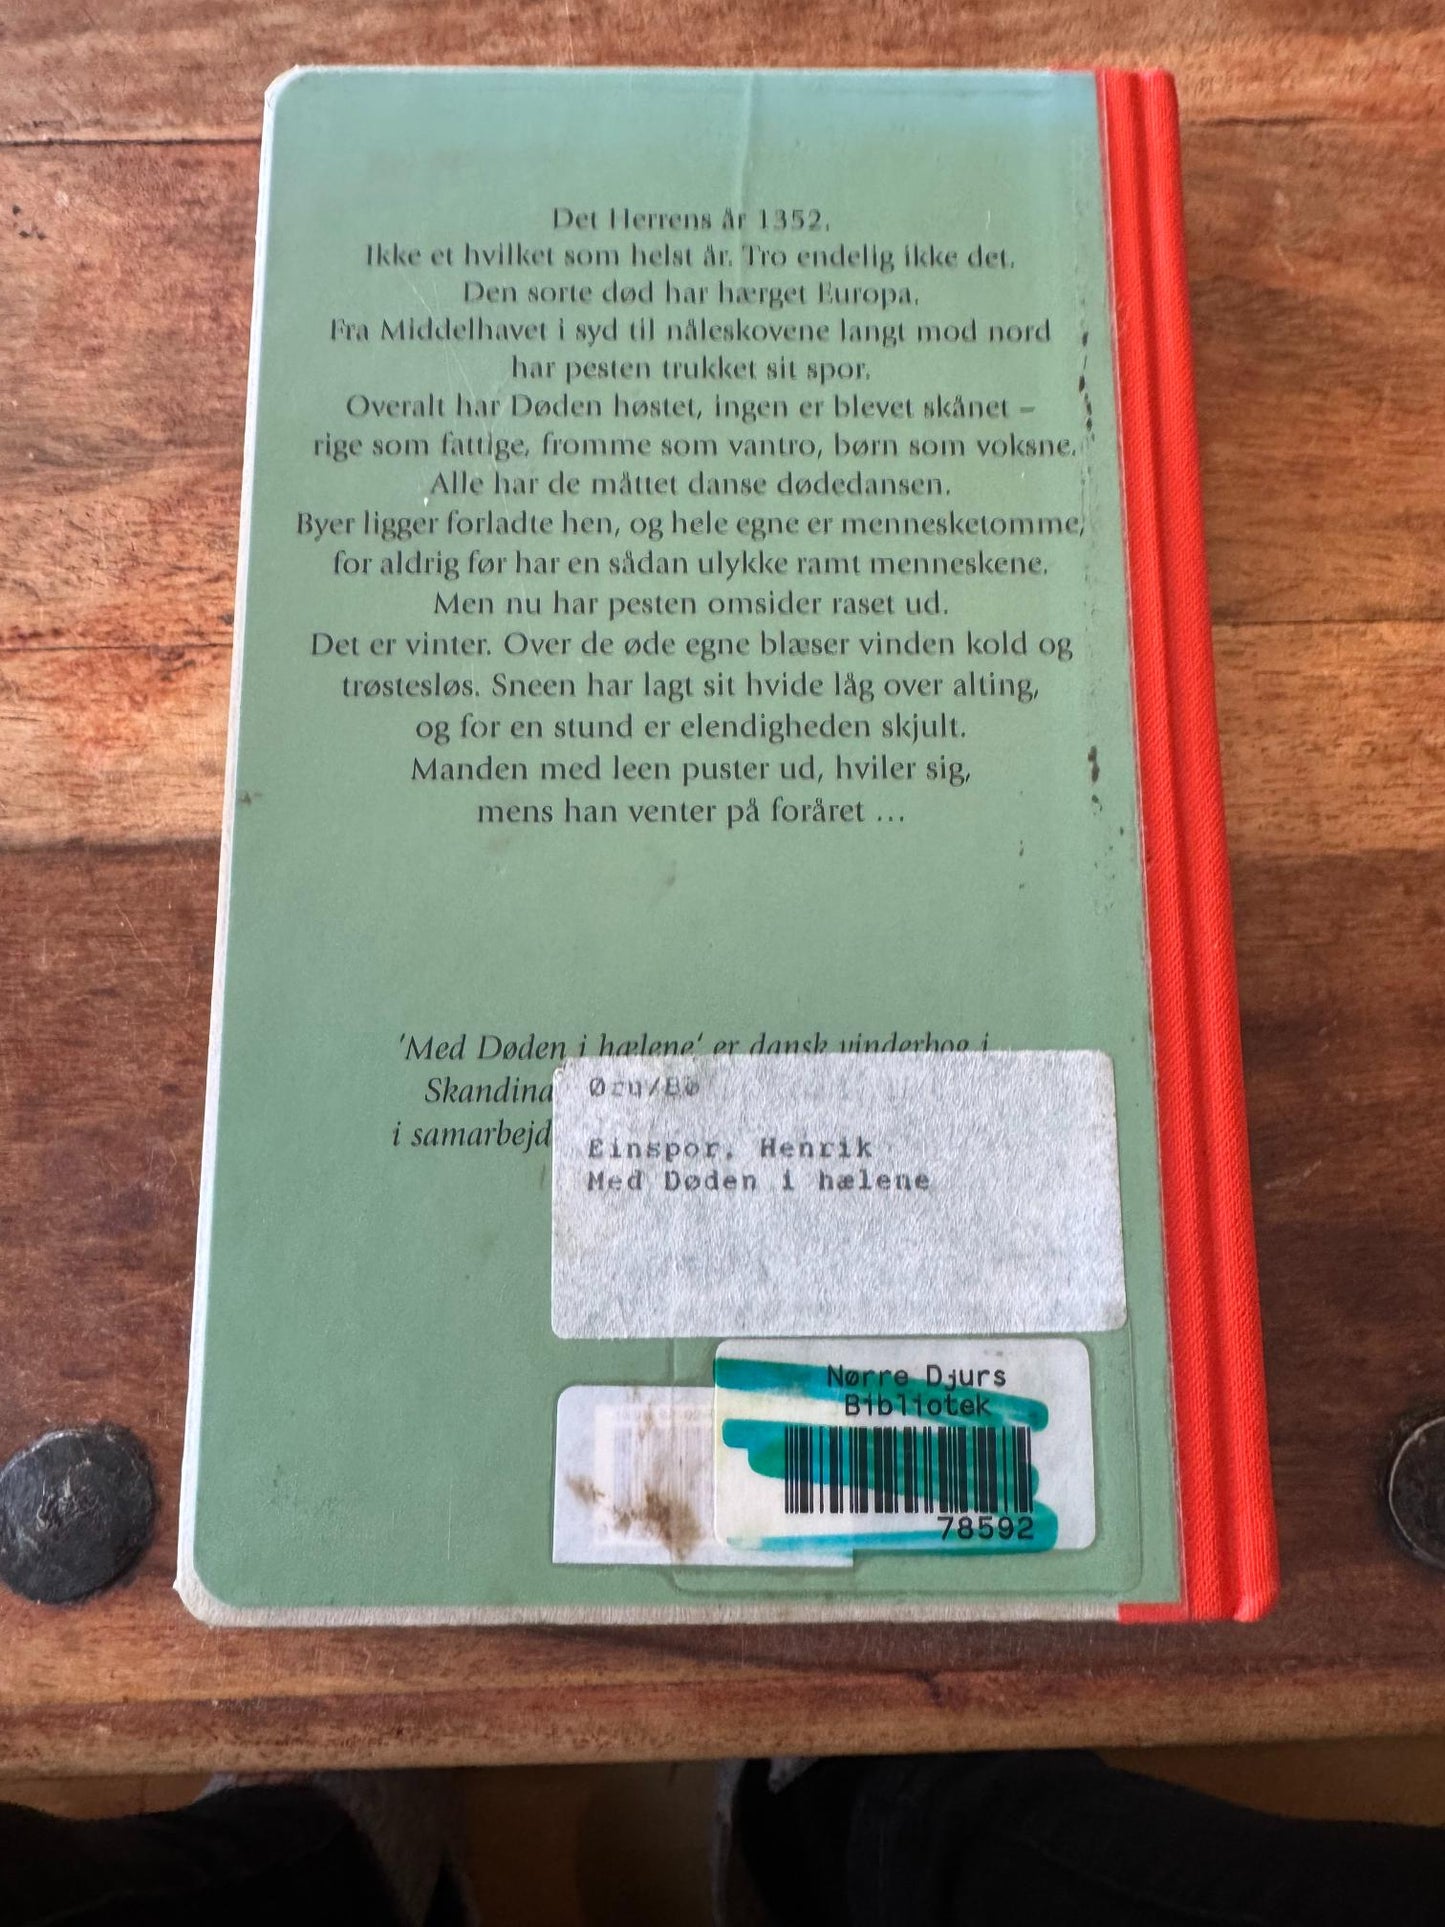 Det Herrens år 1352.
Ikke et hvilket som helst år. Tro endelig ikke det.
Den sorte død har hærget Europa.
Fra Middelhavet i syd til nåleskovene langt mod nord
har pesten trukket sit spor.
Overalt har Døden høstet, ingen er blevet skånet –
rige som fattige, fromme som vantro, børn som voksne.
Alle har de måttet danse dødedansen.
Byer ligger forladte hen, og hele egne er mennesketomme,
for aldrig før har en sådan ulykke ramt menneskene.
Men nu har pesten omsider raset ud.
Det er vinter. Over de øde egne blæser vinden kold og
trøstesløs. Sneen har lagt sit hvide låg over alting,
og for en stund er elendigheden skjult.
Manden med leen puster ud, hviler sig,
mens han venter på foråret ...
'Med Døden i hælene' er dansk vinderbog i
Skandina
i samarbejd
Einspor, Henrik
Med Døden i hælene
Nørre Djurs
Bibliotek
78592